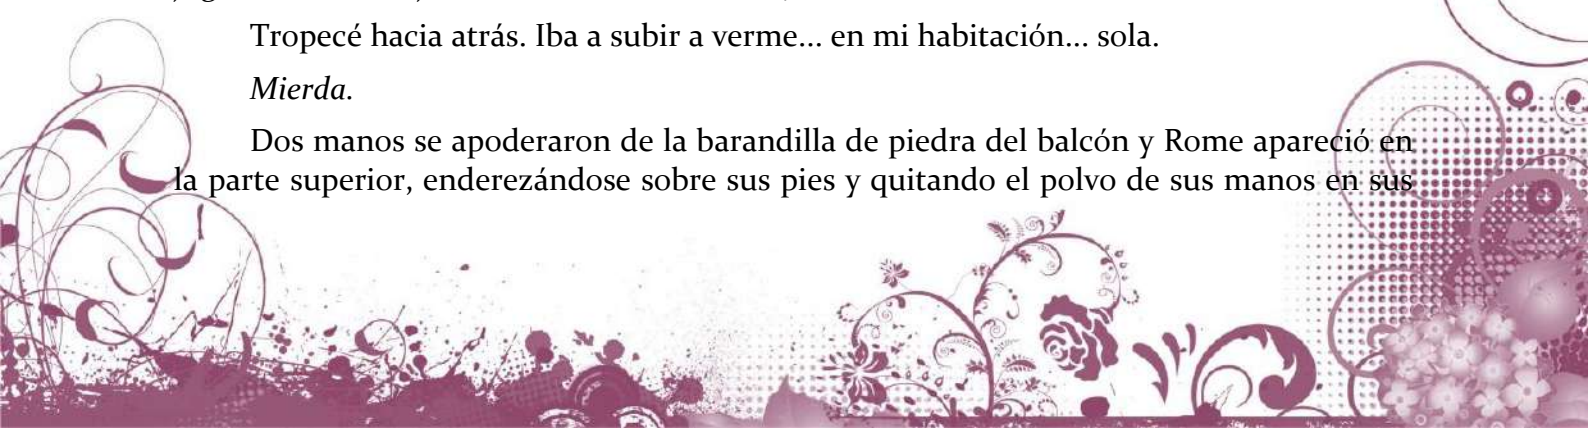 Tropecé hacia atrás. Iba a subir a verme... en mi habitación... sola.
Mierda.
Dos manos se apoderaron de la barandilla de piedra del balcón y Rome apareció en
la parte superior, enderezándose sobre sus pies y quitando el polvo de sus manos en sus